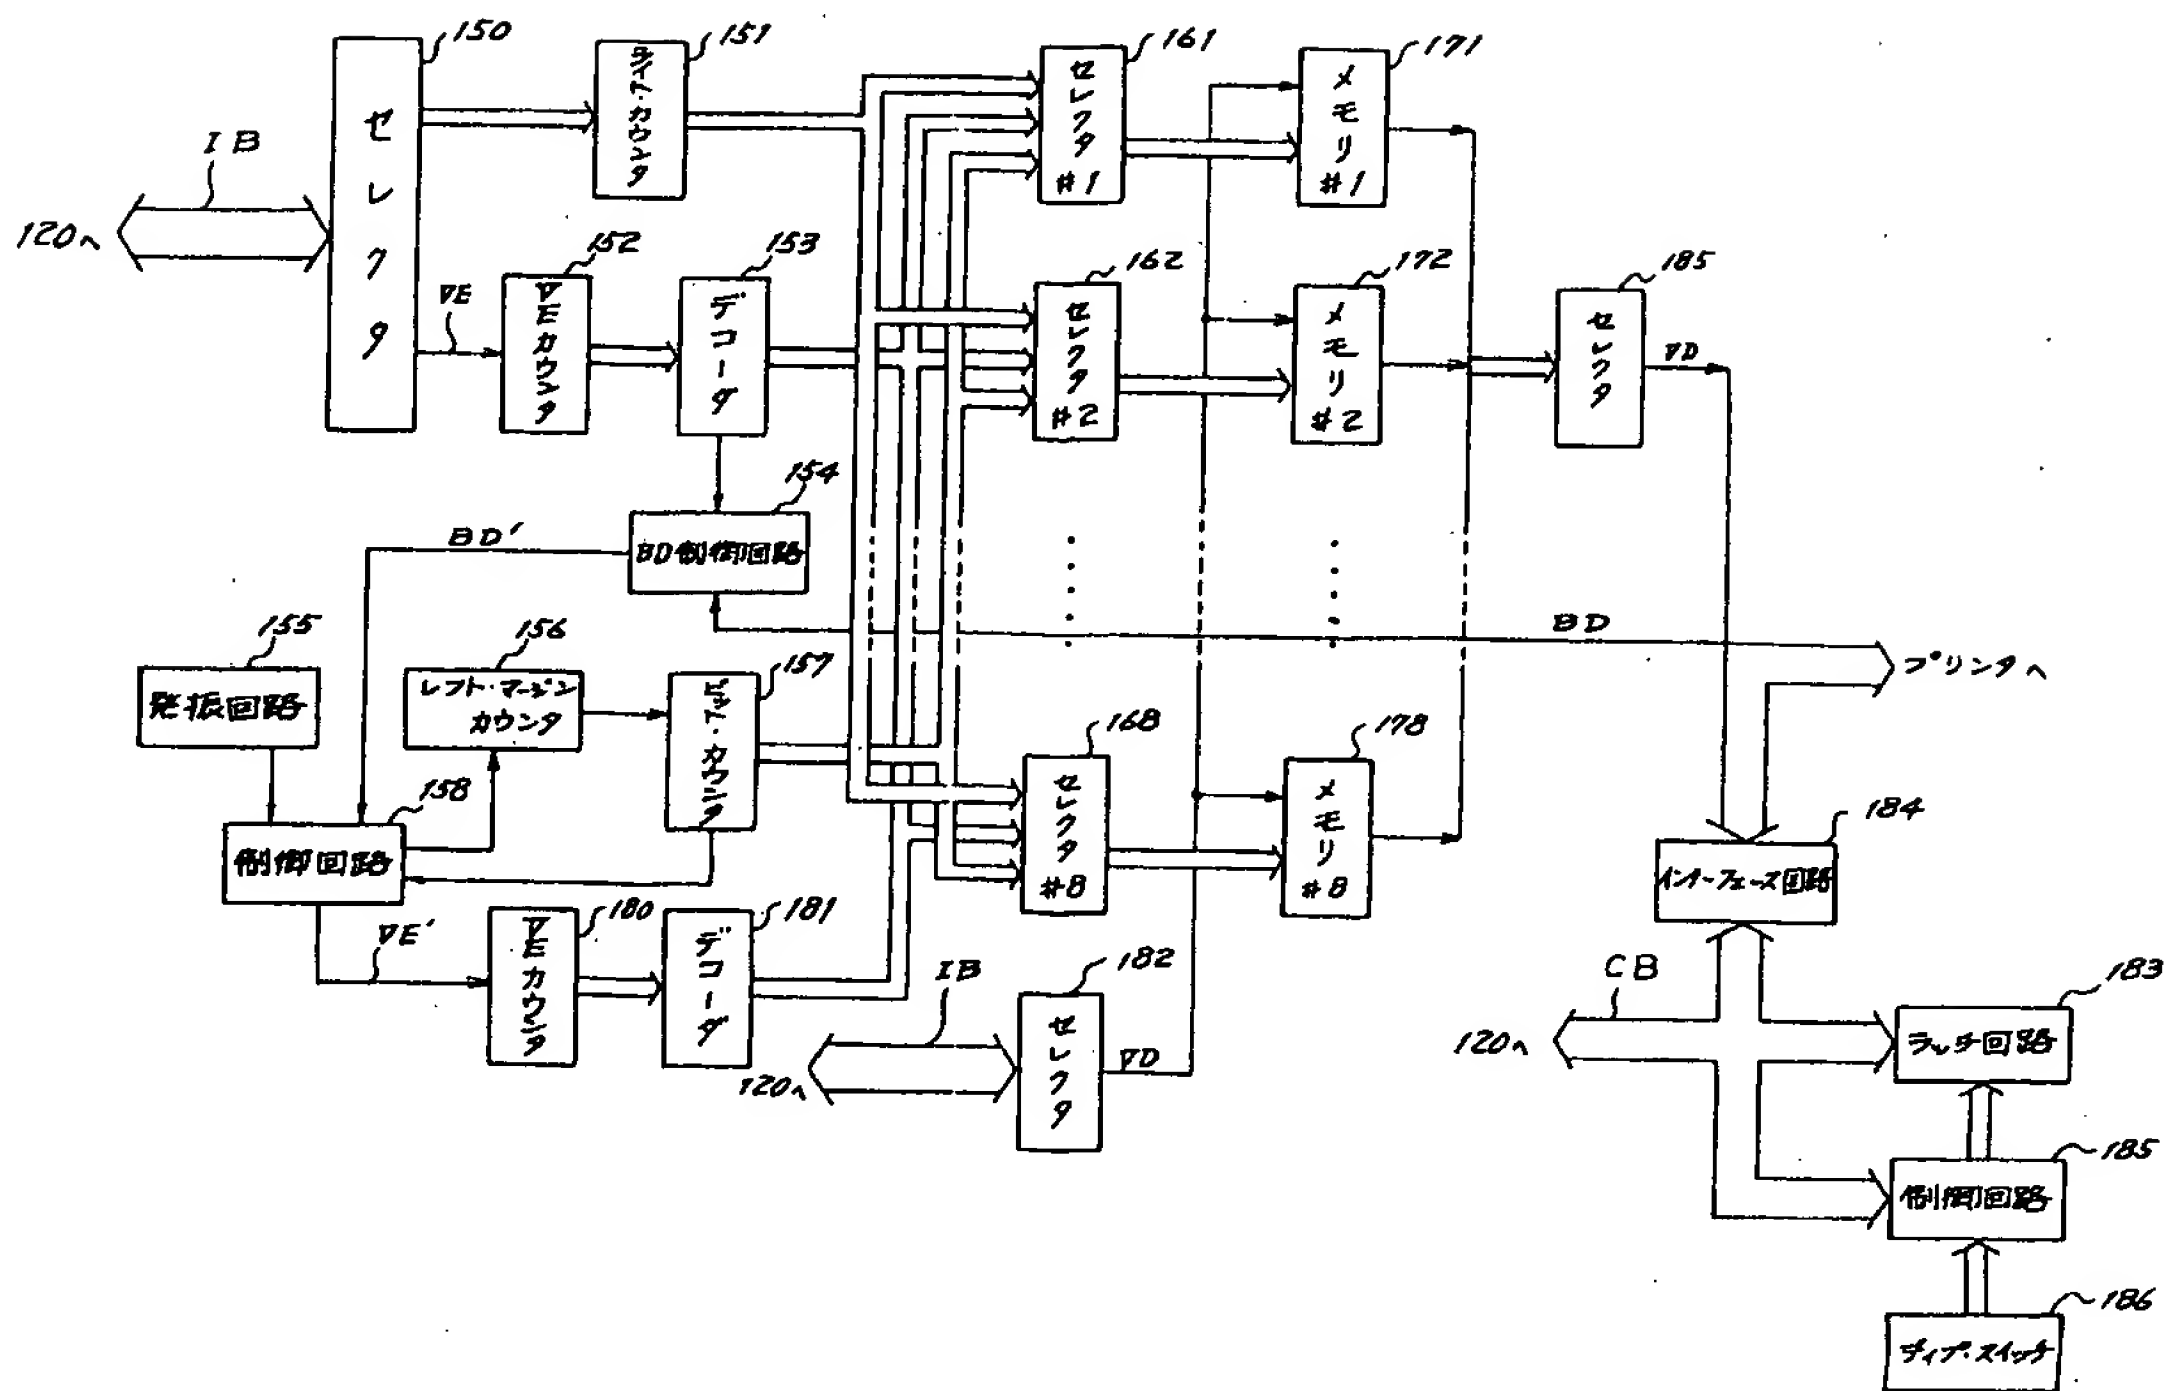 150
セレクタ
IB
120へ
151
ライト・カウンタ
VE
152
VEカウンタ
153
デコーダ
154
BD制御回路
BD'
155
発振回路
156
レフト・マージン
カウンタ
157
158
制御回路
VE'
180
VEカウンタ
181
デコーダ
161
セレクタ
#1
171
メモリ
#1
162
セレクタ
#2
172
メモリ
#2
185
セレクタ
VD
BD
プリンタへ
168
セレクタ
#8
178
メモリ
#8
IB
120へ
182
セレクタ
VD
184
インターフェース回路
CB
120へ
183
ラッチ回路
185
制御回路
186
ディップ・スイッチ